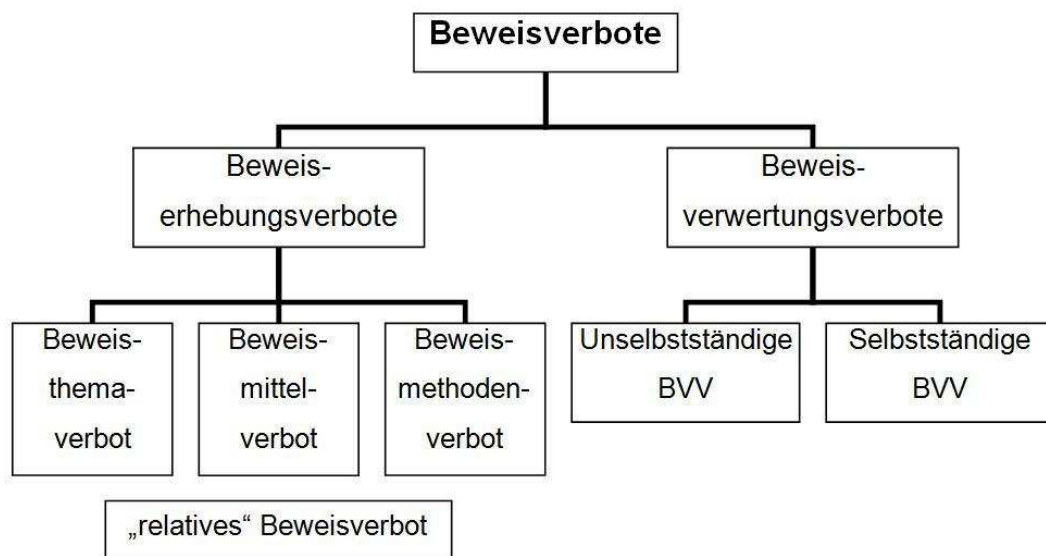 Beweisverbote
Beweis-
erhebungsverbote
Beweis-
verwertungsverbote
Beweis-
thema-
verbot
Beweis-
mittel-
verbot
Beweis-
methoden-
verbot
Unselbstständige
BVV
Selbstständige
BVV
„relatives“ Beweisverbot